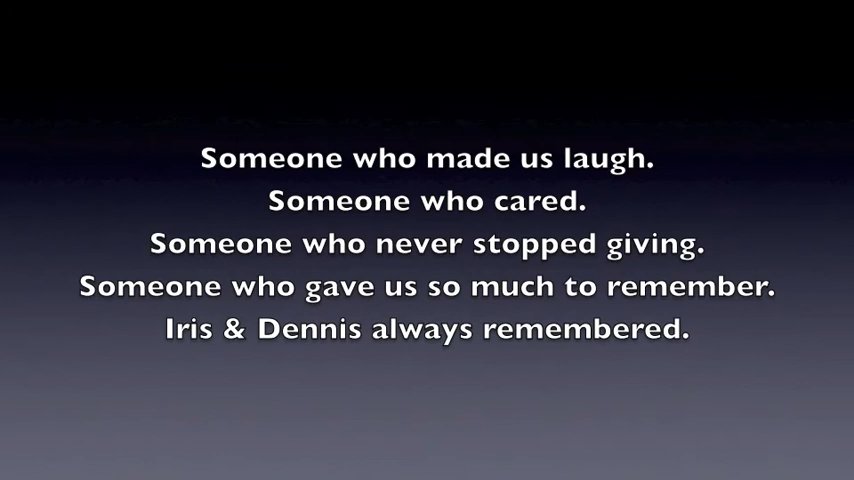 Someone who made us laugh.
Someone who cared.
Someone who never stopped giving.
Someone who gave us so much to remember.
Iris & Dennis always remembered.